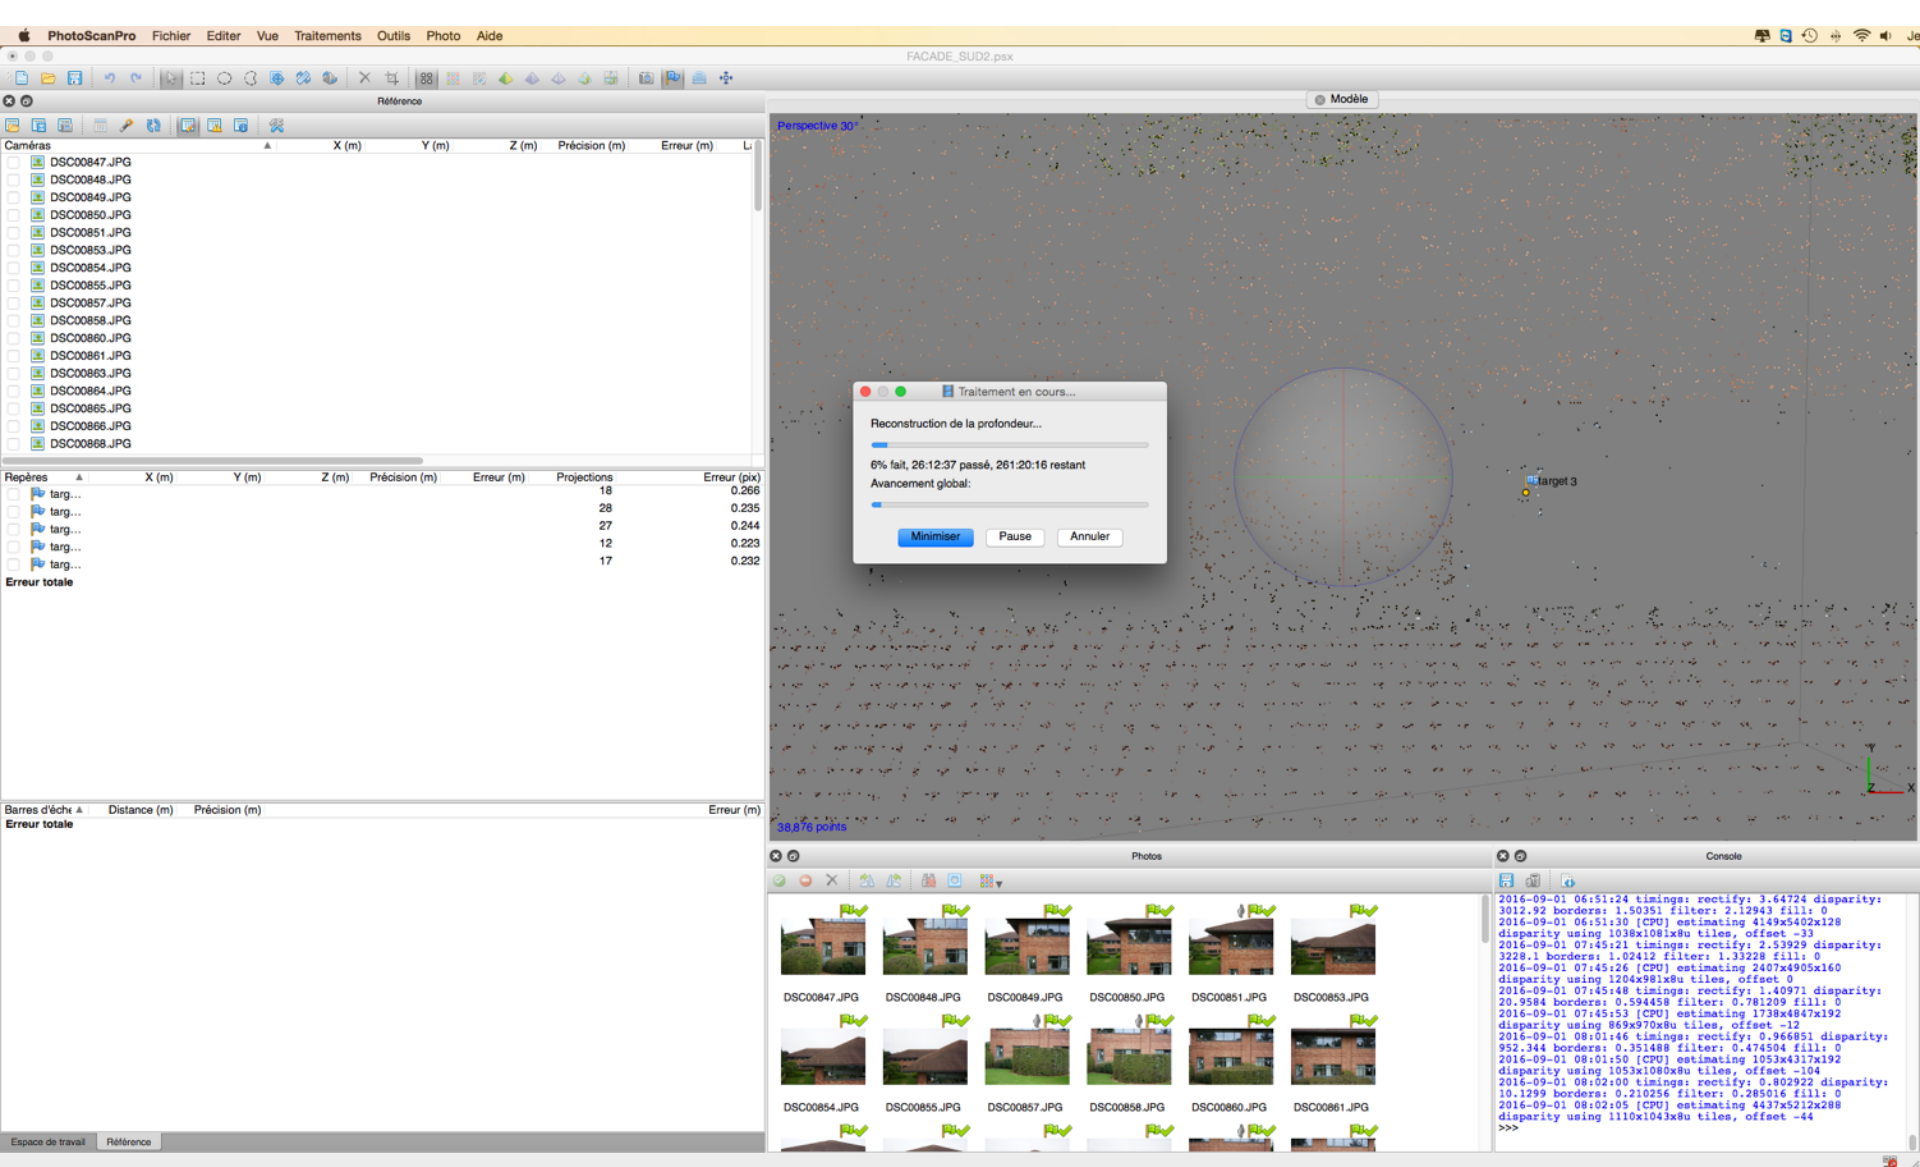 PhotoScanPro Fichier Editer Vue Traitements Outils Photo Aide
Je
FACADE_SUD2.psx
Référence
Modèle
Caméras X (m) Y (m) Z (m) Précision (m) Erreur (m)
DSC00847.JPG
DSC00848.JPG
DSC00849.JPG
DSC00850.JPG
DSC00851.JPG
DSC00853.JPG
DSC00854.JPG
DSC00855.JPG
DSC00857.JPG
DSC00858.JPG
DSC00860.JPG
DSC00861.JPG
DSC00863.JPG
DSC00864.JPG
DSC00865.JPG
DSC00866.JPG
DSC00868.JPG
Repères X (m) Y (m) Z (m) Précision (m) Erreur (m) Projections Erreur (pix)
targ... 18 0.266
targ... 28 0.235
targ... 27 0.244
targ... 12 0.223
targ... 17 0.232
Erreur totale
Barres d'éche Distance (m) Précision (m) Erreur (m)
Erreur totale
Espace de travail Référence
Perspective 30°
Traitement en cours...
Reconstruction de la profondeur...
6% fait, 26:12:37 passé, 261:20:16 restant
Avancement global:
Minimiser Pause Annuler
target 3
Y
Z X
38,876 points
Photos
DSC00847.JPG DSC00848.JPG DSC00849.JPG DSC00850.JPG DSC00851.JPG DSC00853.JPG
DSC00854.JPG DSC00855.JPG DSC00857.JPG DSC00858.JPG DSC00860.JPG DSC00861.JPG
Console
2016-09-01 06:51:24 timings: rectify: 3.64724 disparity:
3012.92 borders: 1.50351 filter: 2.12943 fill: 0
2016-09-01 06:51:30 [CPU] estimating 4149x5402x128
disparity using 1038x1081x8u tiles, offset -33
2016-09-01 07:45:21 timings: rectify: 2.53929 disparity:
3228.1 borders: 1.02412 filter: 1.33228 fill: 0
2016-09-01 07:45:26 [CPU] estimating 2407x4905x160
disparity using 1204x981x8u tiles, offset 0
2016-09-01 07:45:48 timings: rectify: 1.40971 disparity:
20.9584 borders: 0.594458 filter: 0.781209 fill: 0
2016-09-01 07:45:53 [CPU] estimating 1738x4847x192
disparity using 869x970x8u tiles, offset -12
2016-09-01 08:01:46 timings: rectify: 0.966851 disparity:
952.344 borders: 0.351488 filter: 0.474504 fill: 0
2016-09-01 08:01:50 [CPU] estimating 1053x4317x192
disparity using 1053x1080x8u tiles, offset -104
2016-09-01 08:02:00 timings: rectify: 0.802922 disparity:
10.1299 borders: 0.210256 filter: 0.285016 fill: 0
2016-09-01 08:02:05 [CPU] estimating 4437x5212x288
disparity using 1110x1043x8u tiles, offset -44
>>>